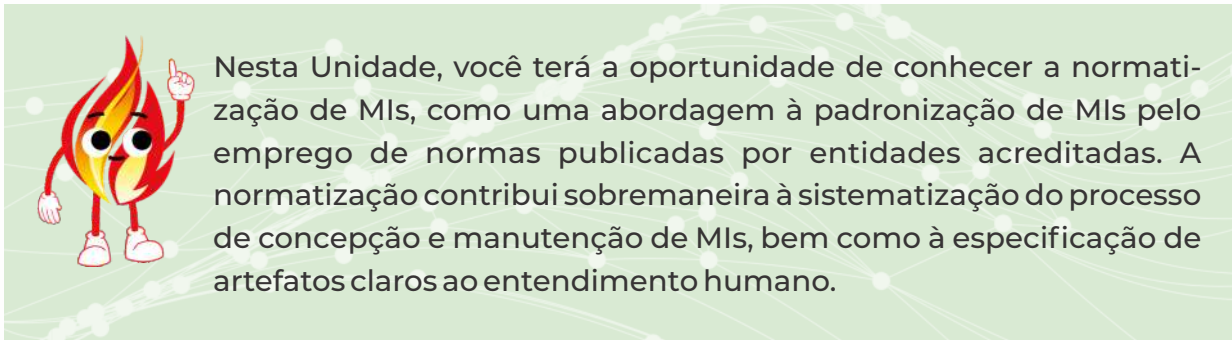 Nesta Unidade, você terá a oportunidade de conhecer a normati-
zação de MIs, como uma abordagem à padronização de MIs pelo
emprego de normas publicadas por entidades acreditadas. A
normatização contribui sobremaneira à sistematização do processo
de concepção e manutenção de MIs, bem como à especificação de
artefatos claros ao entendimento humano.